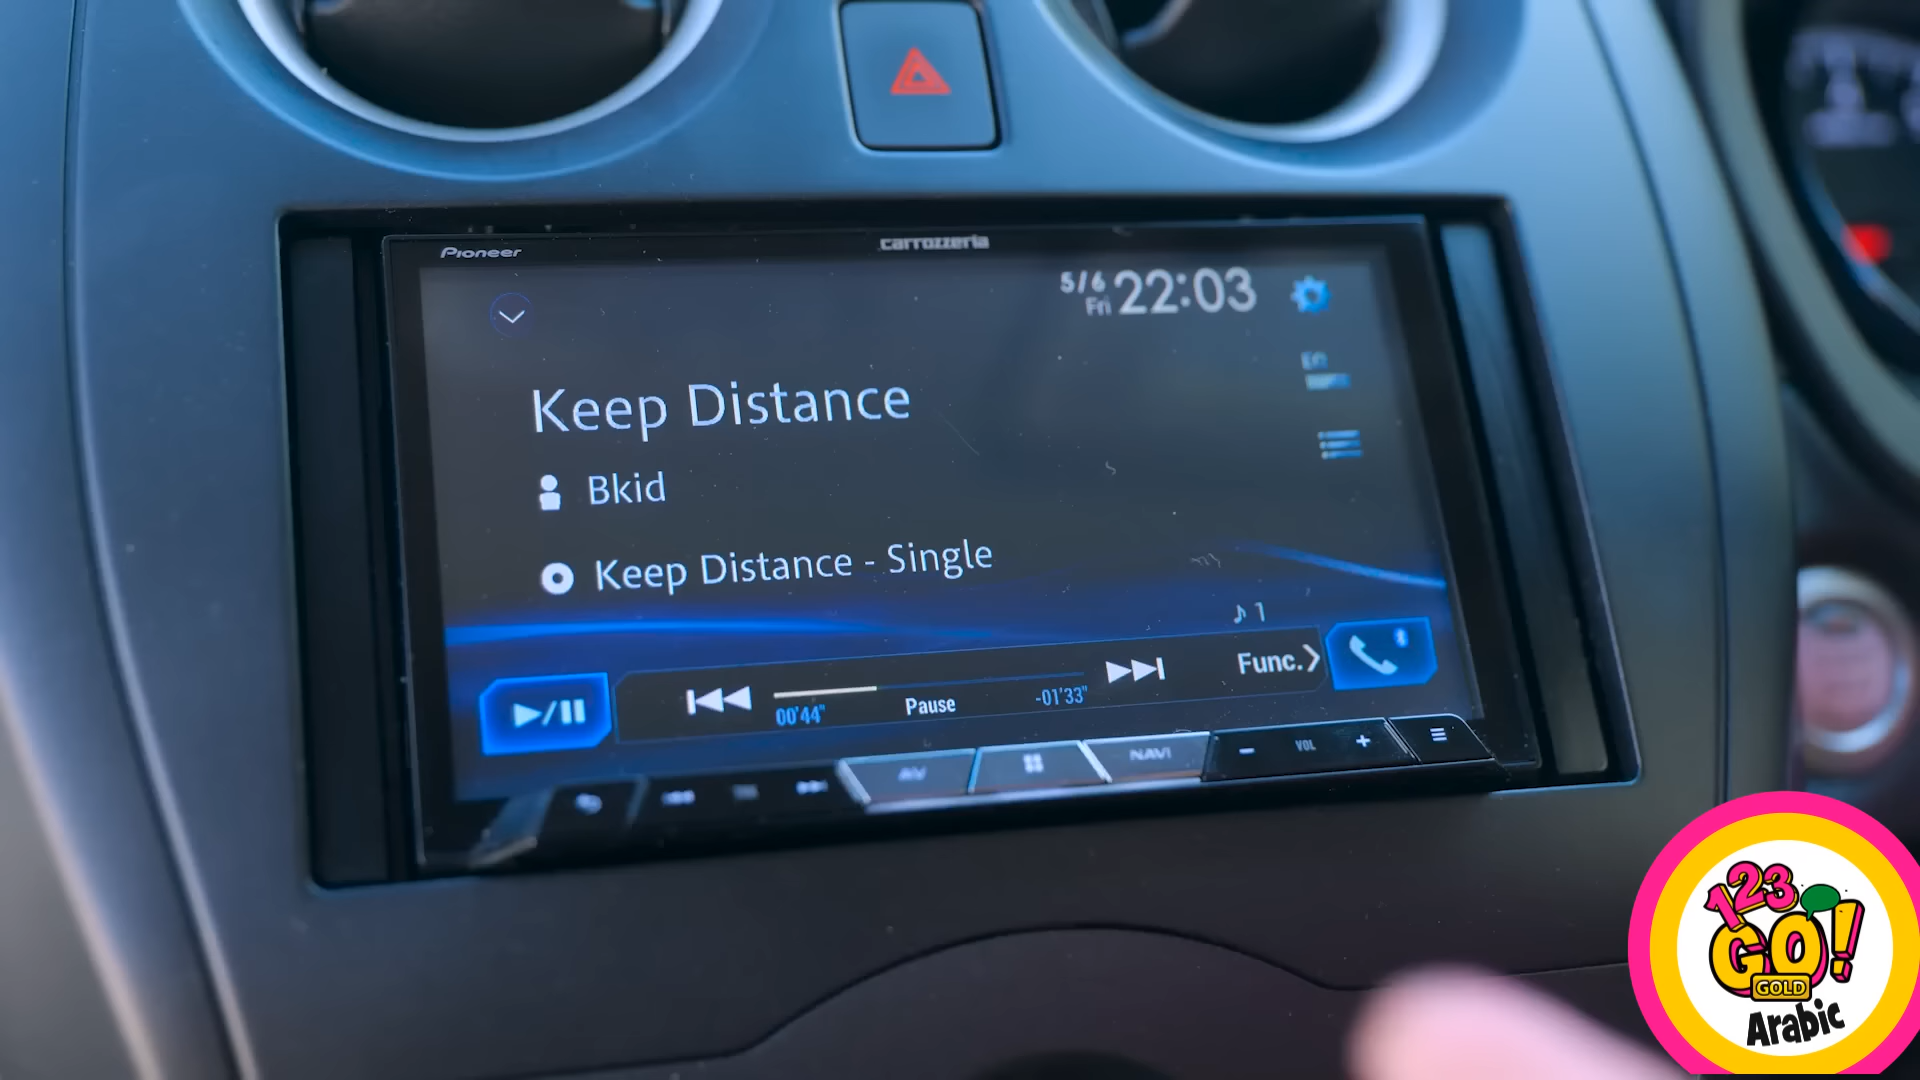 Pioneer
carrozzeria
5/6
Fri
22:03
Keep Distance
Bkid
Keep Distance - Single
♪ 1
Func.
00'44"
Pause
-01'33"
AV
NAVI
- VOL +
123
GO!
GOLD
Arabic